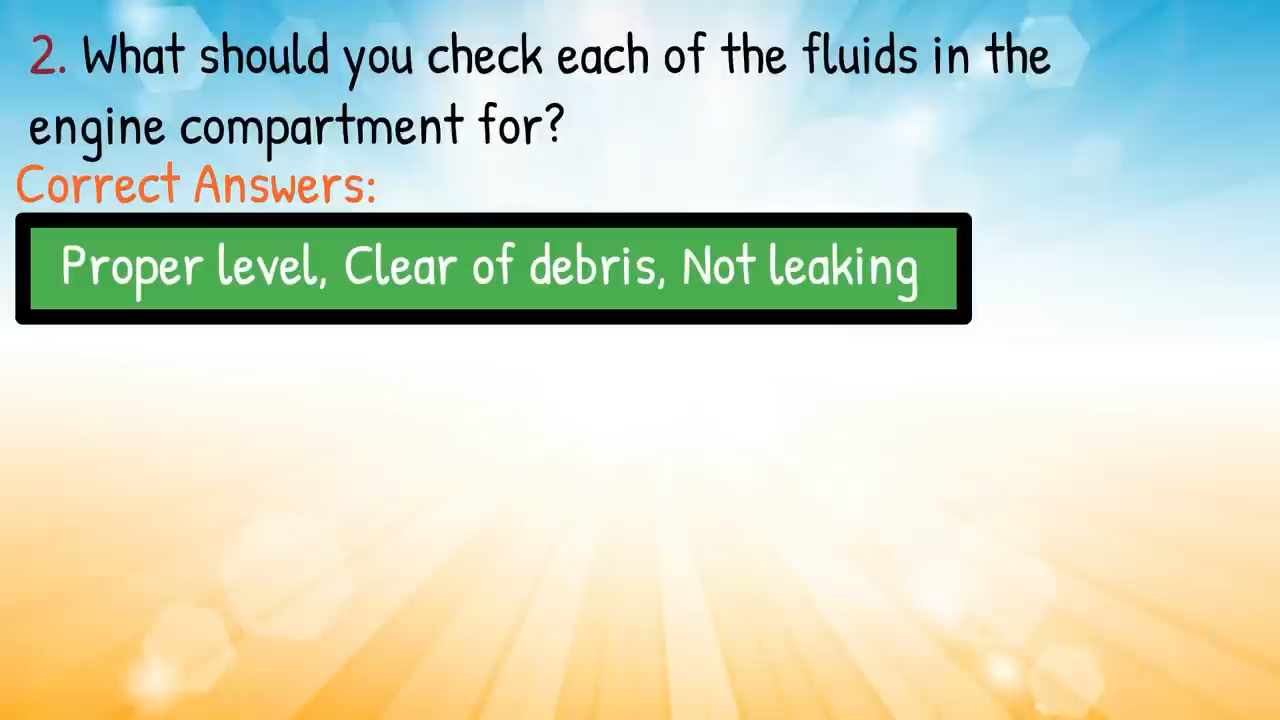 2. What should you check each of the fluids in the
engine compartment for?
Correct Answers:
Proper level, Clear of debris, Not leaking